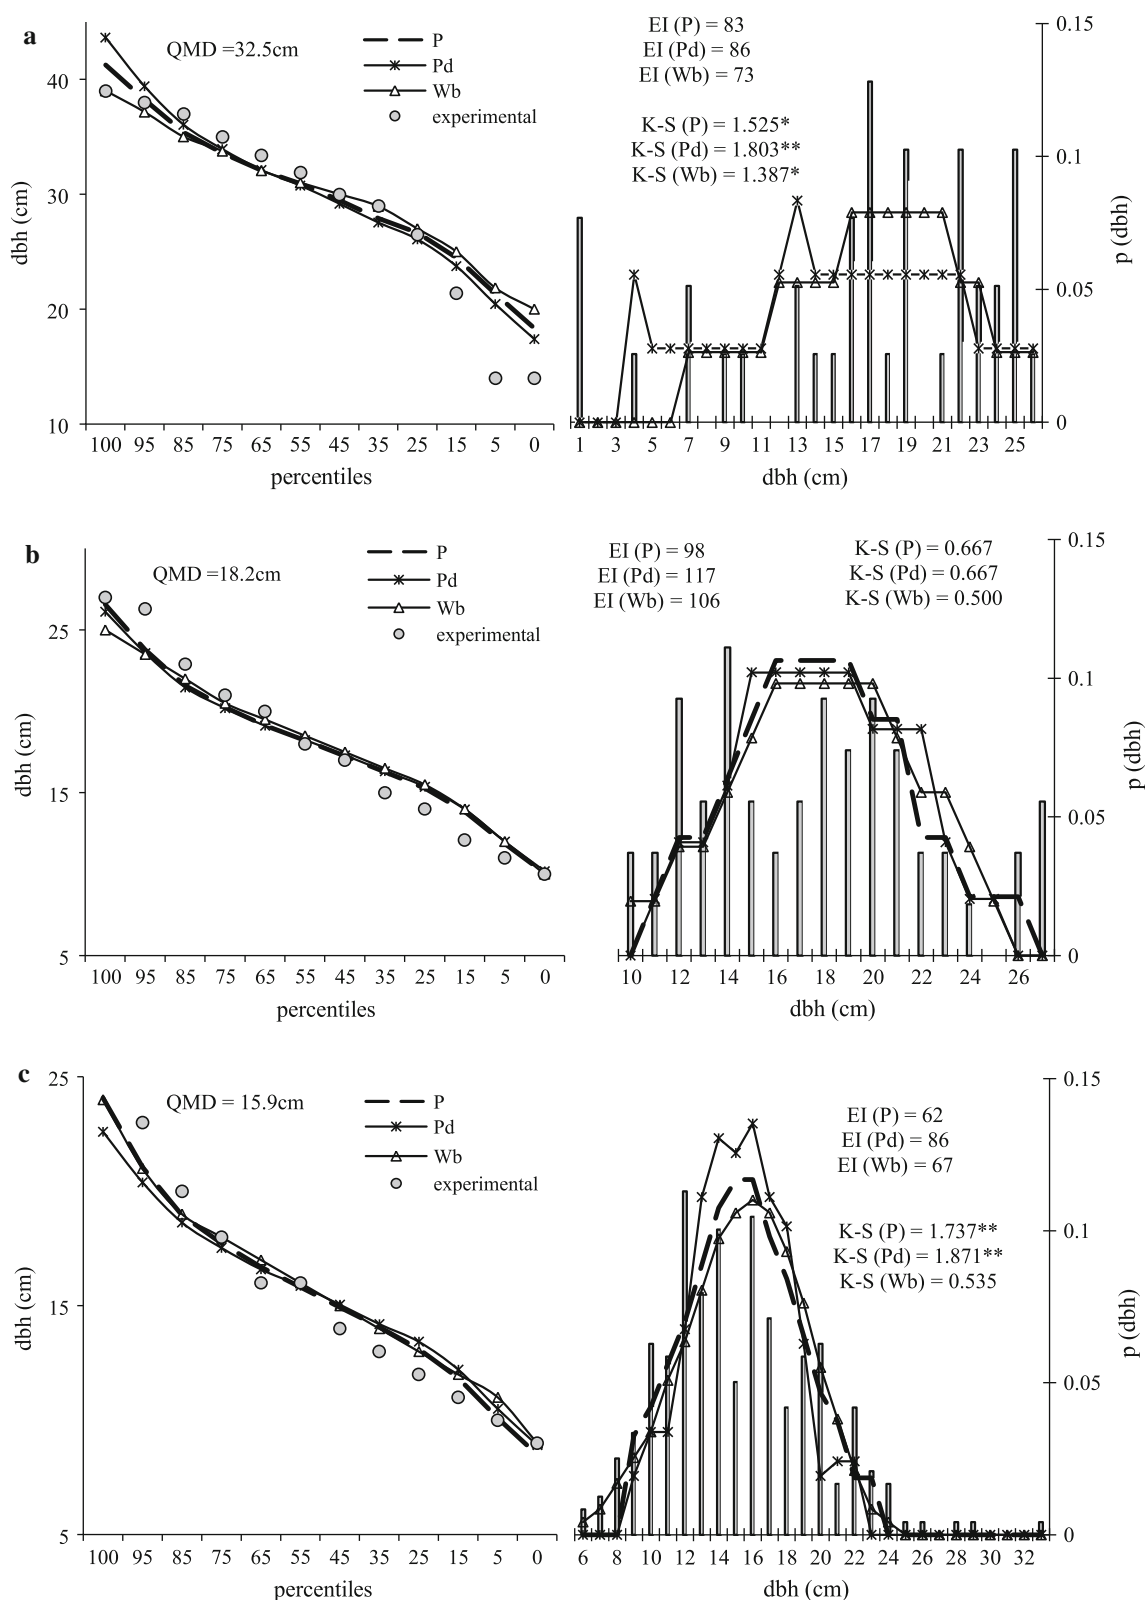 a
QMD =32.5cm
P
Pd
Wb
experimental
40
30
20
10
dbh (cm)
100 95 85 75 65 55 45 35 25 15 5 0
percentiles
EI (P) = 83
EI (Pd) = 86
EI (Wb) = 73
K-S (P) = 1.525*
K-S (Pd) = 1.803**
K-S (Wb) = 1.387*
0.15
0.1
0.05
0
p (dbh)
1 3 5 7 9 11 13 15 17 19 21 23 25
dbh (cm)
b
QMD =18.2cm
P
Pd
Wb
experimental
25
15
5
dbh (cm)
100 95 85 75 65 55 45 35 25 15 5 0
percentiles
EI (P) = 98
EI (Pd) = 117
EI (Wb) = 106
K-S (P) = 0.667
K-S (Pd) = 0.667
K-S (Wb) = 0.500
0.15
0.1
0.05
0
p (dbh)
10 12 14 16 18 20 22 24 26
dbh (cm)
c
QMD = 15.9cm
P
Pd
Wb
experimental
25
15
5
dbh (cm)
100 95 85 75 65 55 45 35 25 15 5 0
percentiles
EI (P) = 62
EI (Pd) = 86
EI (Wb) = 67
K-S (P) = 1.737**
K-S (Pd) = 1.871**
K-S (Wb) = 0.535
0.15
0.1
0.05
0
p (dbh)
6 8 10 12 14 16 18 20 22 24 26 28 30 32
dbh (cm)